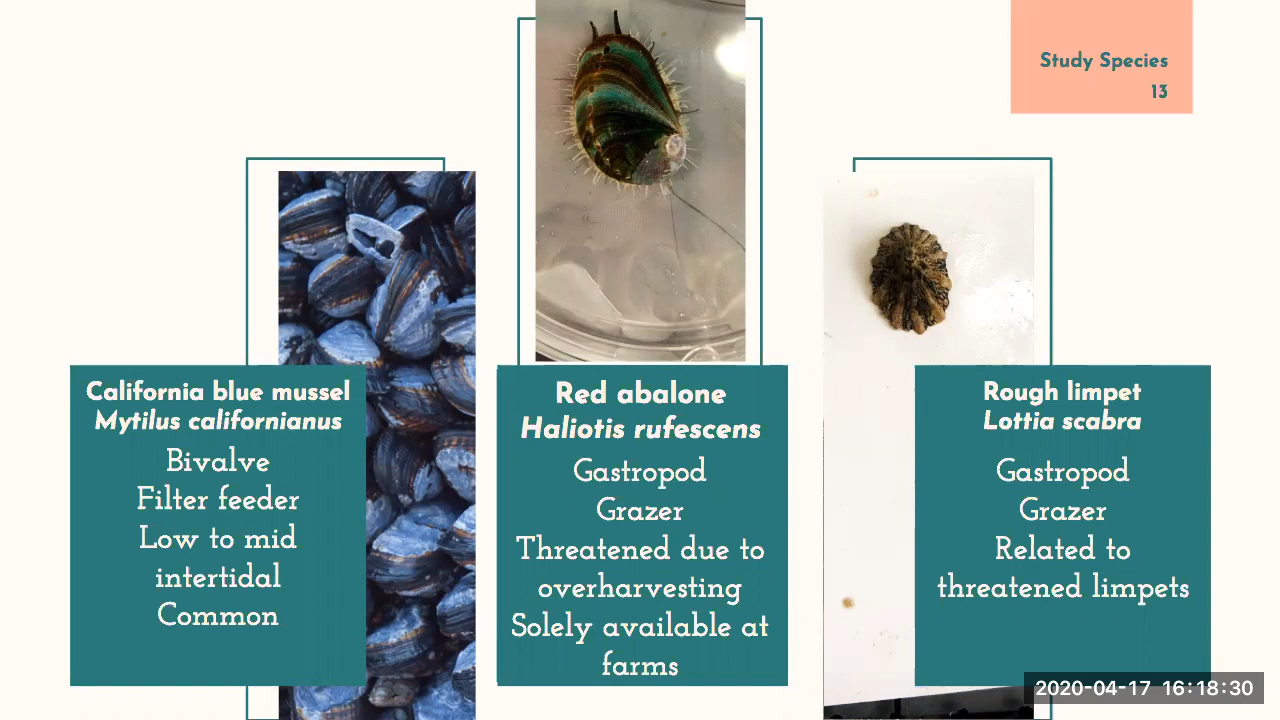 Study Species
13
California blue mussel
Mytilus californianus
Bivalve
Filter feeder
Low to mid
intertidal
Common
Red abalone
Haliotis rufescens
Gastropod
Grazer
Threatened due to
overharvesting
Solely available at
farms
Rough limpet
Lottia scabra
Gastropod
Grazer
Related to
threatened limpets
2020-04-17 16:18:30